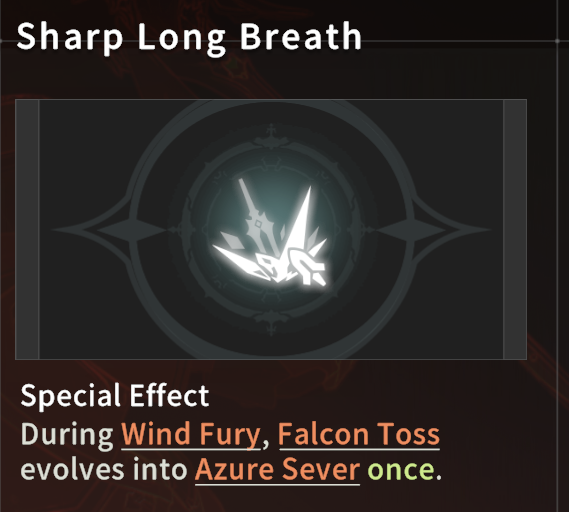 Sharp Long Breath
Special Effect
During Wind Fury, Falcon Toss
evolves into Azure Sever once.